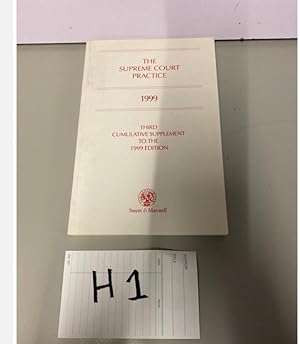 THE
SUPREME COURT
PRACTICE
1999
THIRD
CUMULATIVE SUPPLEMENT
TO THE
1999 EDITION
Sweet & Maxwell
H1